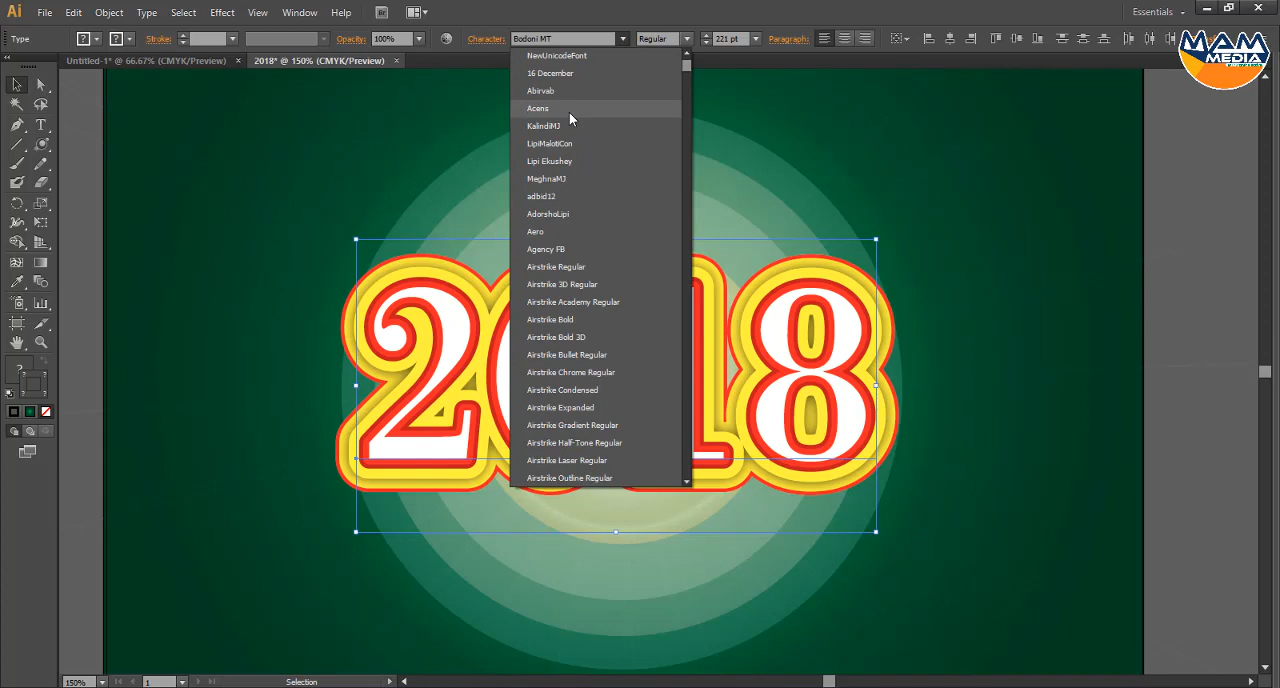 Ai File Edit Object Type Select Effect View Window Help Br Essentials
Type Stroke: Opacity: 100% Character: Bodoni MT Regular 221 pt Paragraph:
MAM
MEDIA
Untitled-1* @ 66.67% (CMYK/Preview) × 2018* @ 150% (CMYK/Preview) ×
NewUnicodeFont
16 December
Abirvab
Acens
KalindiMJ
LipiMalotiCon
Lipi Ekushey
MeghnaMJ
adbid12
AdorshoLipi
Aero
Agency FB
Airstrike Regular
Airstrike 3D Regular
Airstrike Academy Regular
Airstrike Bold
Airstrike Bold 3D
Airstrike Bullet Regular
Airstrike Chrome Regular
Airstrike Condensed
Airstrike Expanded
Airstrike Gradient Regular
Airstrike Half-Tone Regular
Airstrike Laser Regular
Airstrike Outline Regular
2018
150% 1 Selection